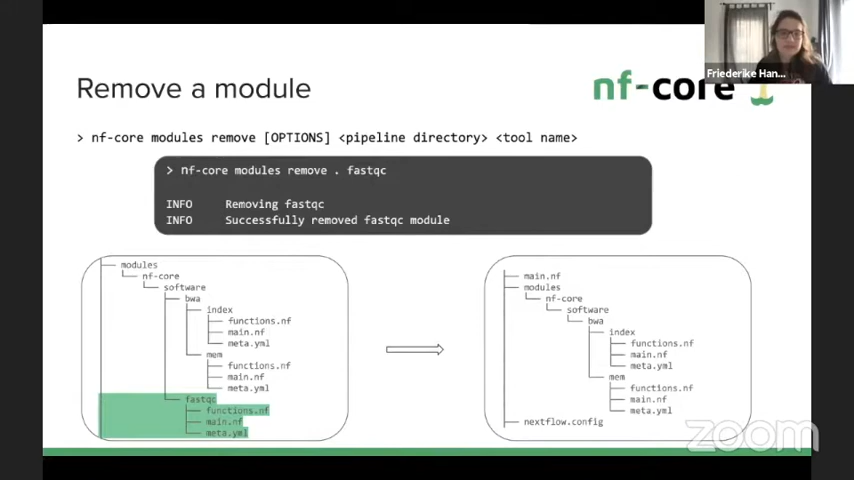 Friederike Han...
Remove a module
nf-core
> nf-core modules remove [OPTIONS] <pipeline directory> <tool name>
> nf-core modules remove . fastqc
INFO Removing fastqc
INFO Successfully removed fastqc module
modules
nf-core
software
bwa
index
functions.nf
main.nf
meta.yml
mem
functions.nf
main.nf
meta.yml
fastqc
functions.nf
main.nf
meta.yml
main.nf
modules
nf-core
software
bwa
index
functions.nf
main.nf
meta.yml
mem
functions.nf
main.nf
meta.yml
nextflow.config
zoom